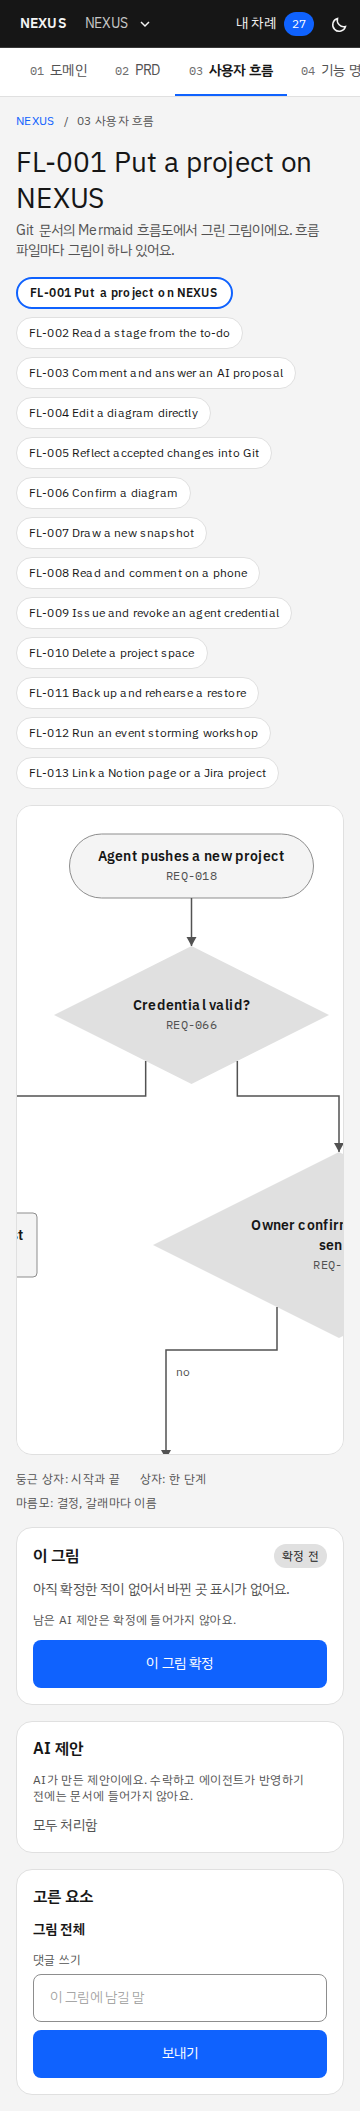 NEXUS NEXUS 내 차례 27
01 도메인 02 PRD 03 사용자 흐름 04 기능 명
NEXUS / 03 사용자 흐름
FL-001 Put a project on
NEXUS
Git 문서의 Mermaid 흐름도에서 그린 그림이에요. 흐름
파일마다 그림이 하나 있어요.
FL-001 Put a project on NEXUS
FL-002 Read a stage from the to-do
FL-003 Comment and answer an AI proposal
FL-004 Edit a diagram directly
FL-005 Reflect accepted changes into Git
FL-006 Confirm a diagram
FL-007 Draw a new snapshot
FL-008 Read and comment on a phone
FL-009 Issue and revoke an agent credential
FL-010 Delete a project space
FL-011 Back up and rehearse a restore
FL-012 Run an event storming workshop
FL-013 Link a Notion page or a Jira project
Agent pushes a new project
REQ-018
Credential valid?
REQ-066
Owner confirm
st
sen
REQ-
no
둥근 상자: 시작과 끝 상자: 한 단계
마름모: 결정, 갈래마다 이름
이 그림 확정 전
아직 확정한 적이 없어서 바뀐 곳 표시가 없어요.
남은 AI 제안은 확정에 들어가지 않아요.
이 그림 확정
AI 제안
AI가 만든 제안이에요. 수락하고 에이전트가 반영하기
전에는 문서에 들어가지 않아요.
모두 처리함
고른 요소
그림 전체
댓글 쓰기
이 그림에 남길 말
보내기